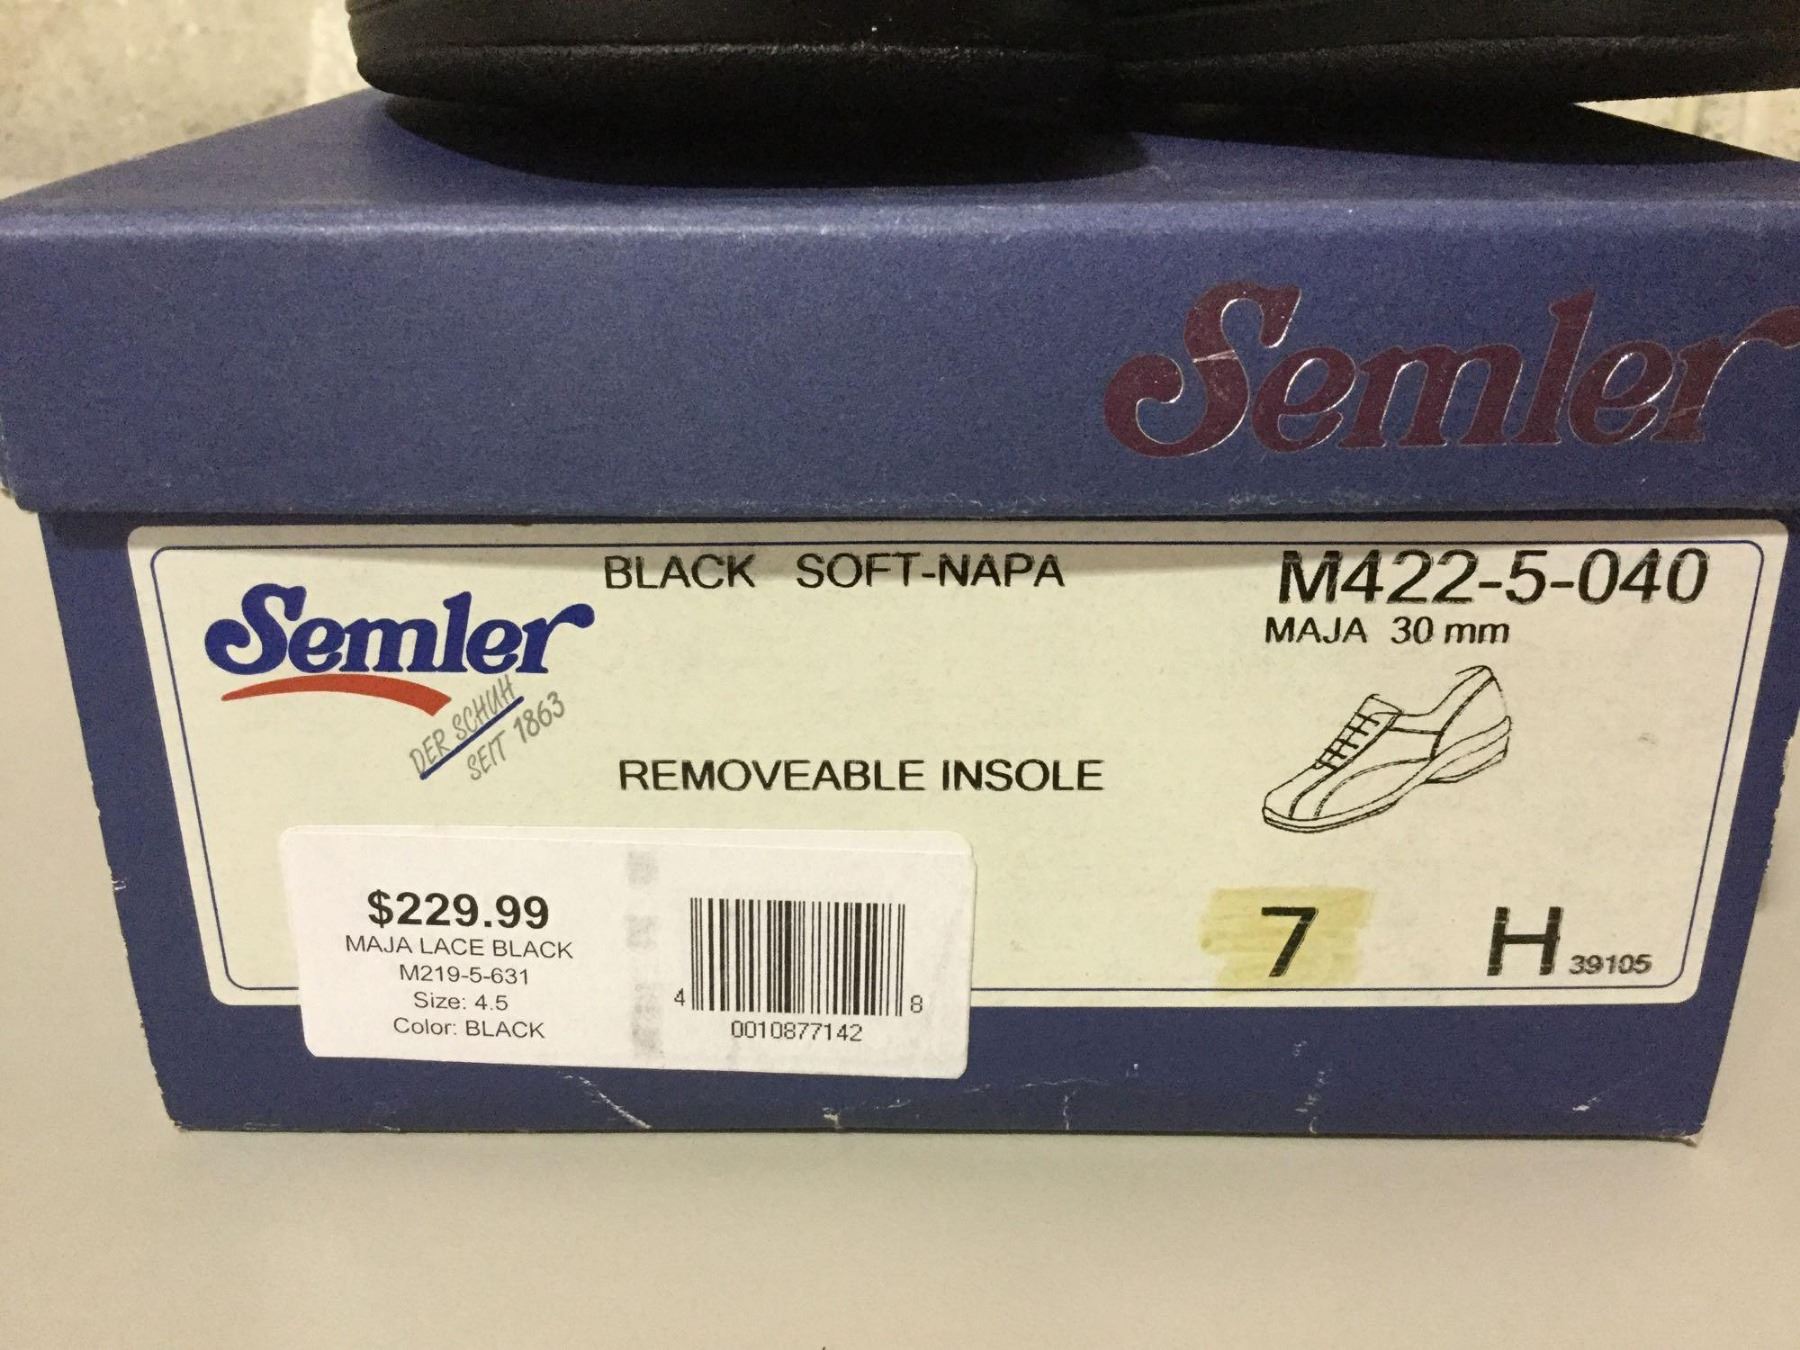 Semler
BLACK SOFT-NAPA
M422-5-040
MAJA 30 mm
Semler
DER SCHUH
SEIT 1863
REMOVEABLE INSOLE
7 H 39105
$229.99
MAJA LACE BLACK
M219-5-631
Size: 4.5
Color: BLACK
4 8
0010877142